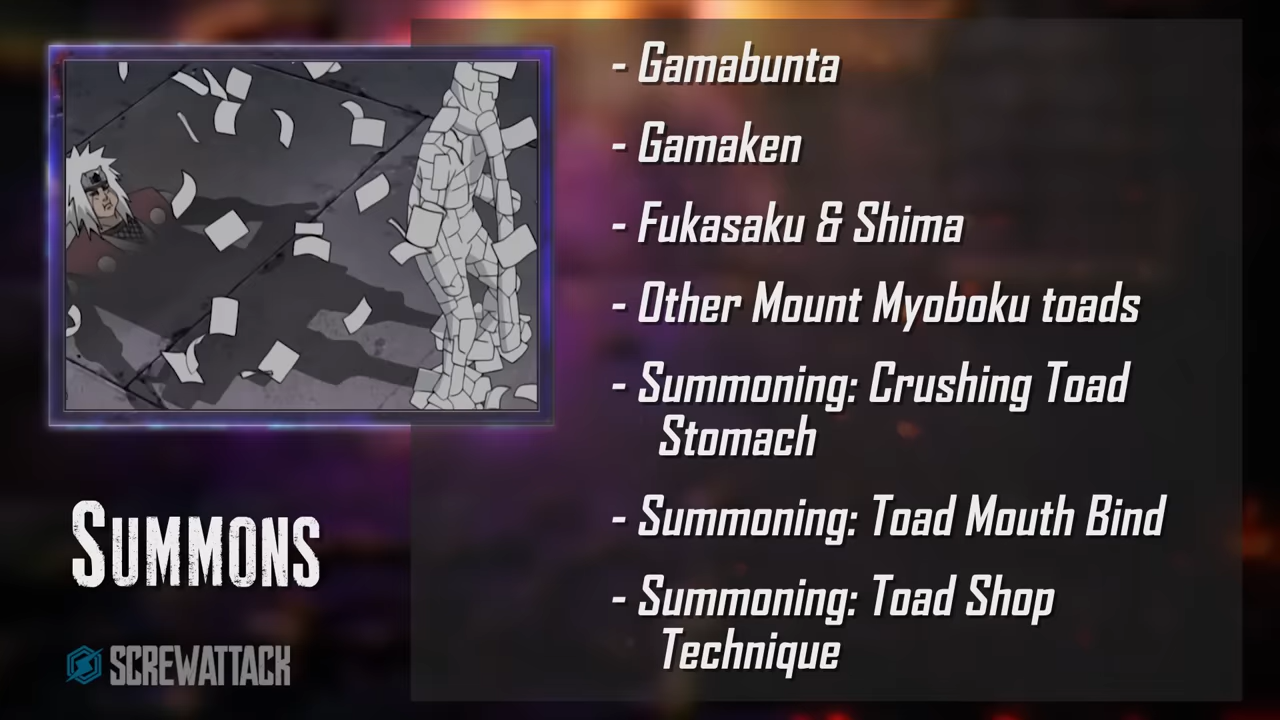 - Gamabunta
- Gamaken
- Fukasaku & Shima
- Other Mount Myoboku toads
- Summoning: Crushing Toad
Stomach
- Summoning: Toad Mouth Bind
- Summoning: Toad Shop
Technique
Summons
SCREWATTACK